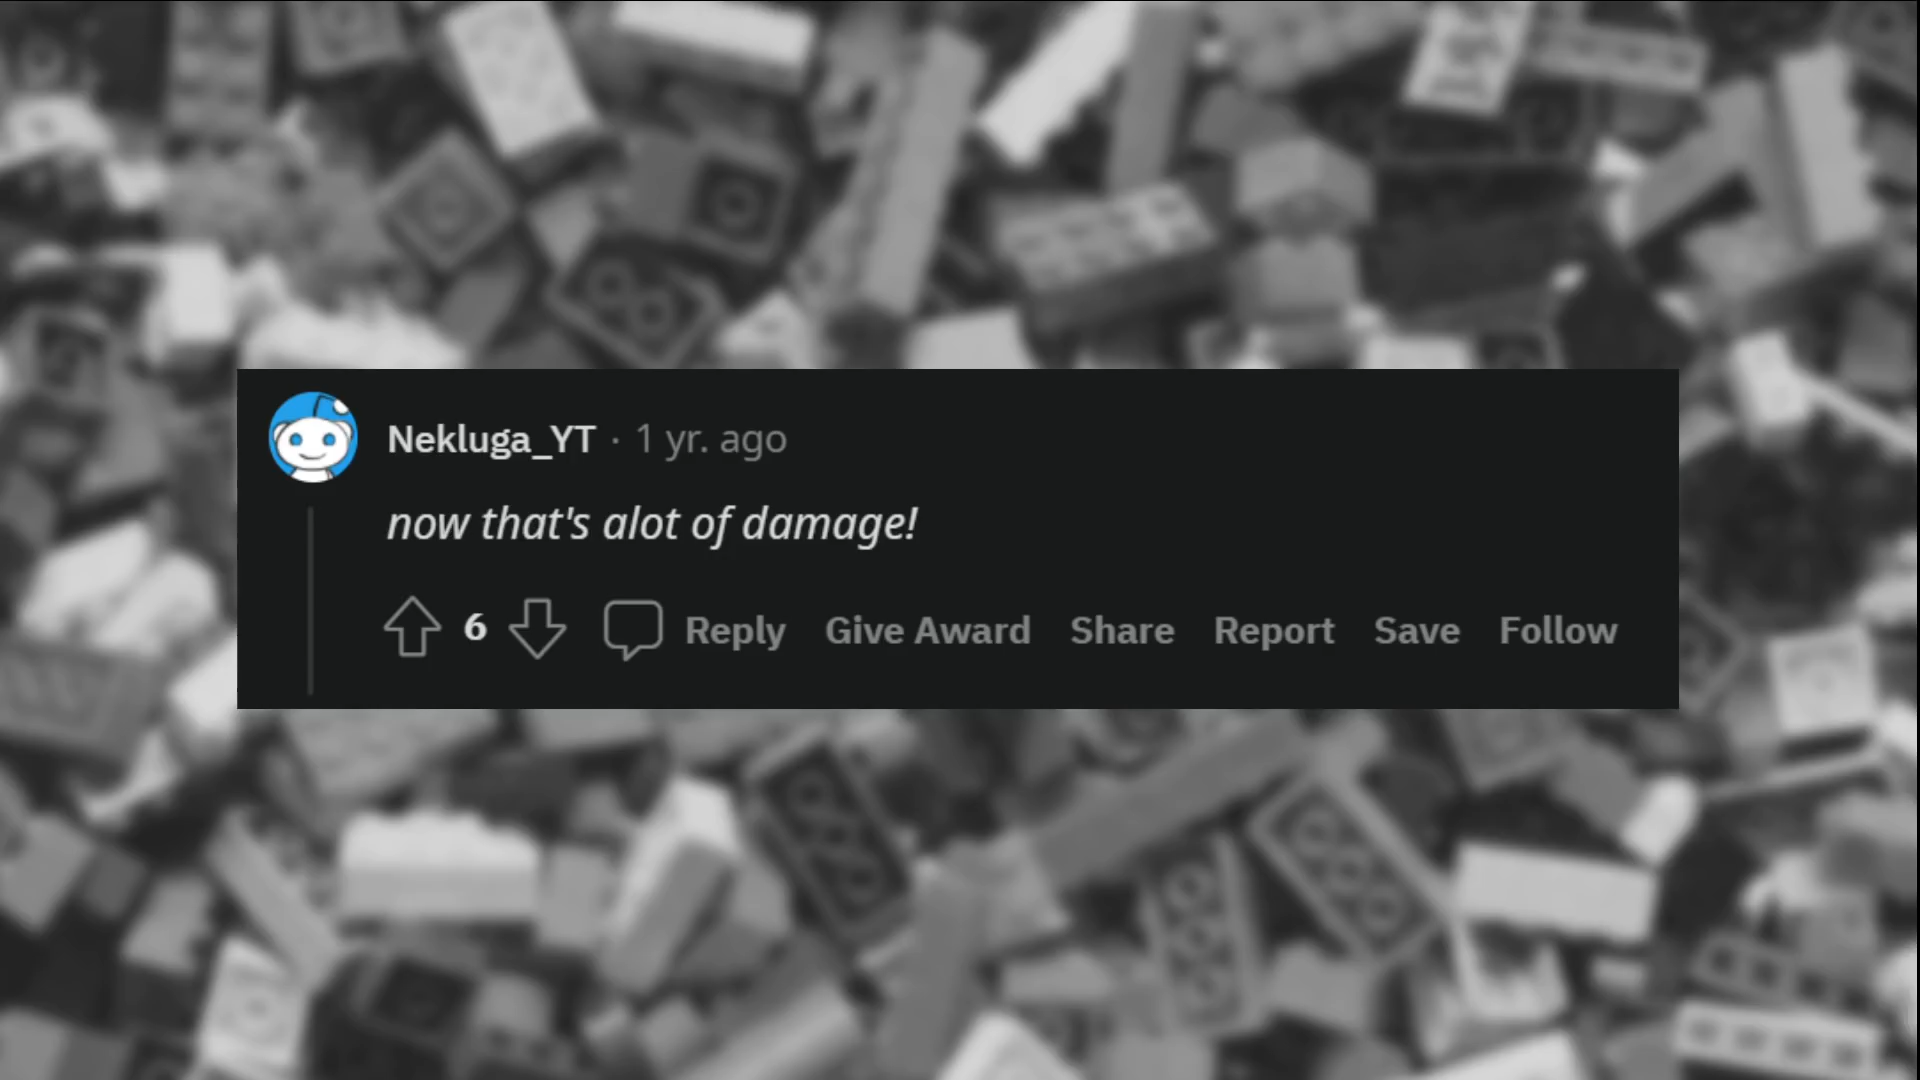 Nekluga_YT · 1 yr. ago
now that's alot of damage!
6 Reply Give Award Share Report Save Follow